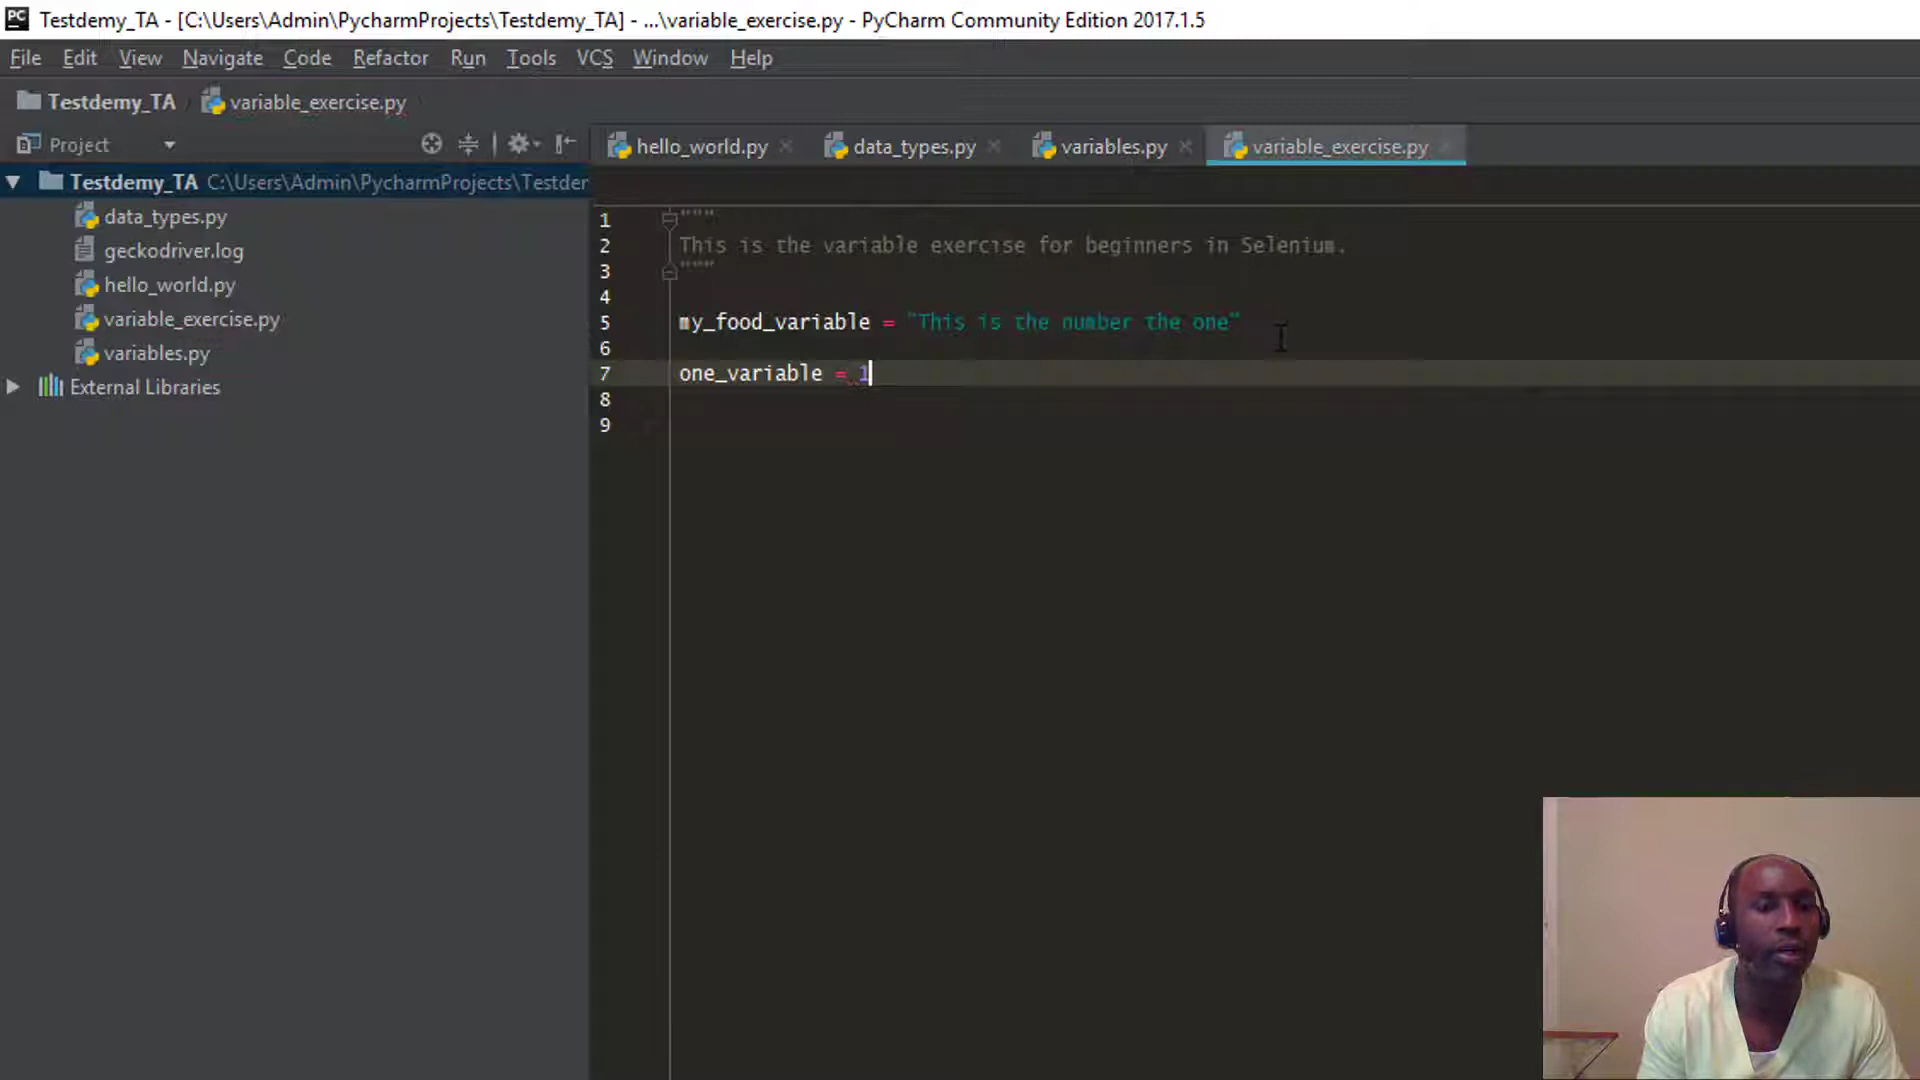 PC Testdemy_TA - [C:\Users\Admin\PycharmProjects\Testdemy_TA] - ...\variable_exercise.py - PyCharm Community Edition 2017.1.5
File Edit View Navigate Code Refactor Run Tools VCS Window Help
Testdemy_TA variable_exercise.py
Project hello_world.py data_types.py variables.py variable_exercise.py
Testdemy_TA C:\Users\Admin\PycharmProjects\Testder
data_types.py
geckodriver.log
hello_world.py
variable_exercise.py
variables.py
External Libraries
1 """
2 This is the variable exercise for beginners in Selenium.
3 """
4
5 my_food_variable = "This is the number the one"
6
7 one_variable = 1
8
9